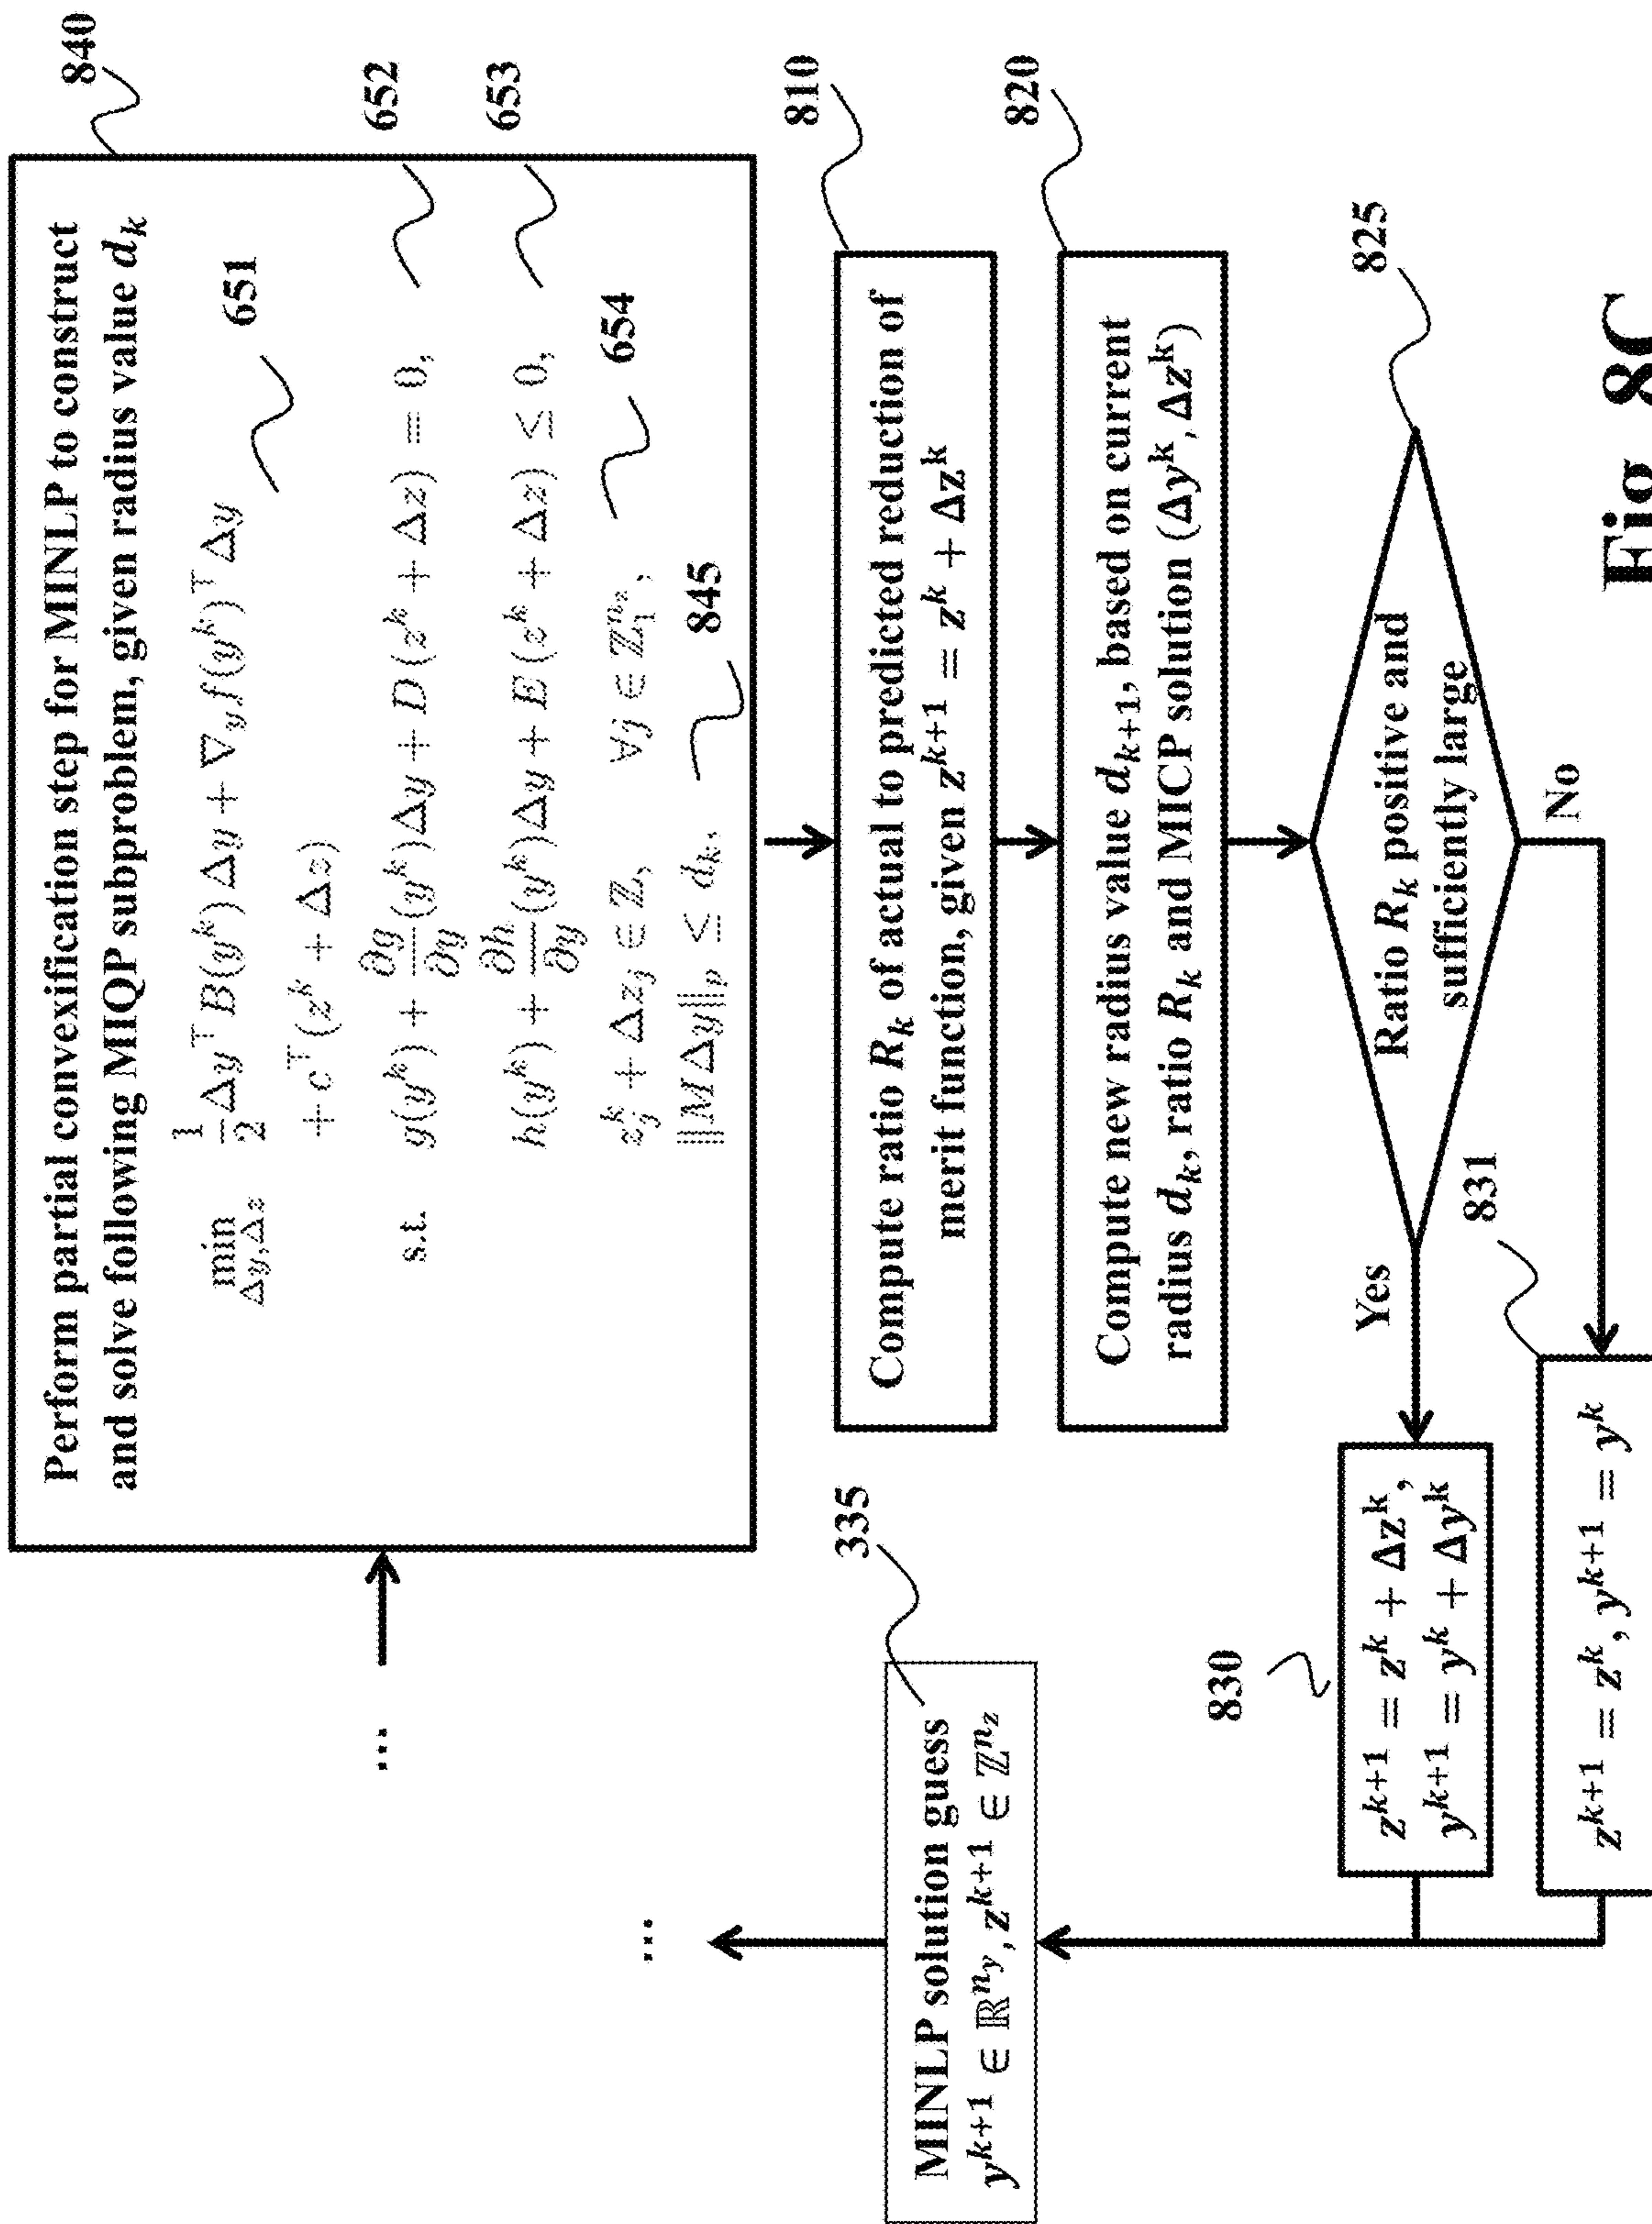 840
Perform partial convexification step for MINLP to construct
and solve following MIQP subproblem, given radius value d_k
651
min_{Δy,Δz} 1/2 Δy^⊤ B(y^k) Δy + ∇_y f(y^k)^⊤ Δy
+ c^⊤(z^k + Δz)
652
s.t. g(y^k) + ∂g/∂y (y^k)Δy + D(z^k + Δz) = 0,
653
h(y^k) + ∂h/∂y (y^k)Δy + E(z^k + Δz) ≤ 0,
654
z_j^k + Δz_j ∈ ℤ, ∀j ∈ ℤ_1^{n_z},
845
‖MΔy‖_p ≤ d_k,
...
810
Compute ratio R_k of actual to predicted reduction of
merit function, given z^{k+1} = z^k + Δz^k
820
Compute new radius value d_{k+1}, based on current
radius d_k, ratio R_k and MICP solution (Δy^k, Δz^k)
825
Ratio R_k positive and
sufficiently large
Yes
No
830
z^{k+1} = z^k + Δz^k,
y^{k+1} = y^k + Δy^k
831
z^{k+1} = z^k, y^{k+1} = y^k
335
MINLP solution guess
y^{k+1} ∈ ℝ^{n_y}, z^{k+1} ∈ ℤ^{n_z}
...
Fig. 8C